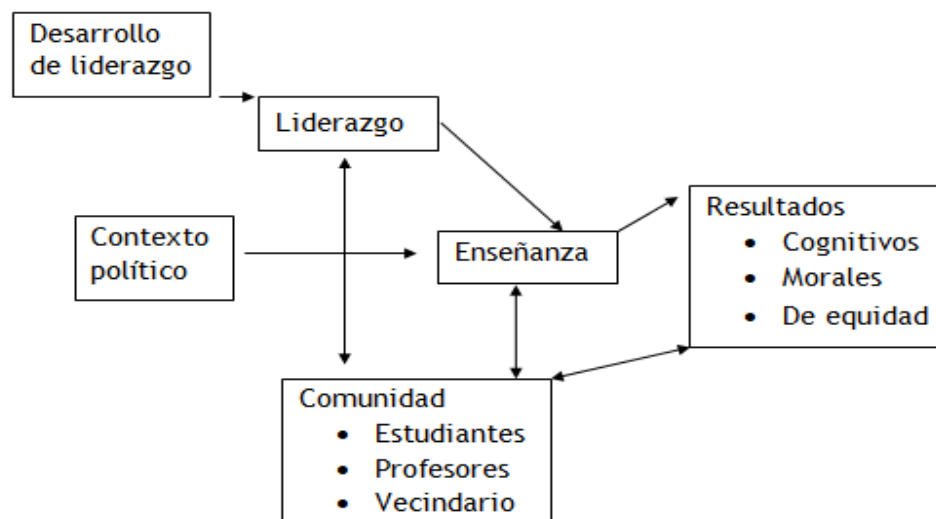 Desarrollo
de liderazgo
Liderazgo
Contexto
político
Enseñanza
Resultados
• Cognitivos
• Morales
• De equidad
Comunidad
• Estudiantes
• Profesores
• Vecindario